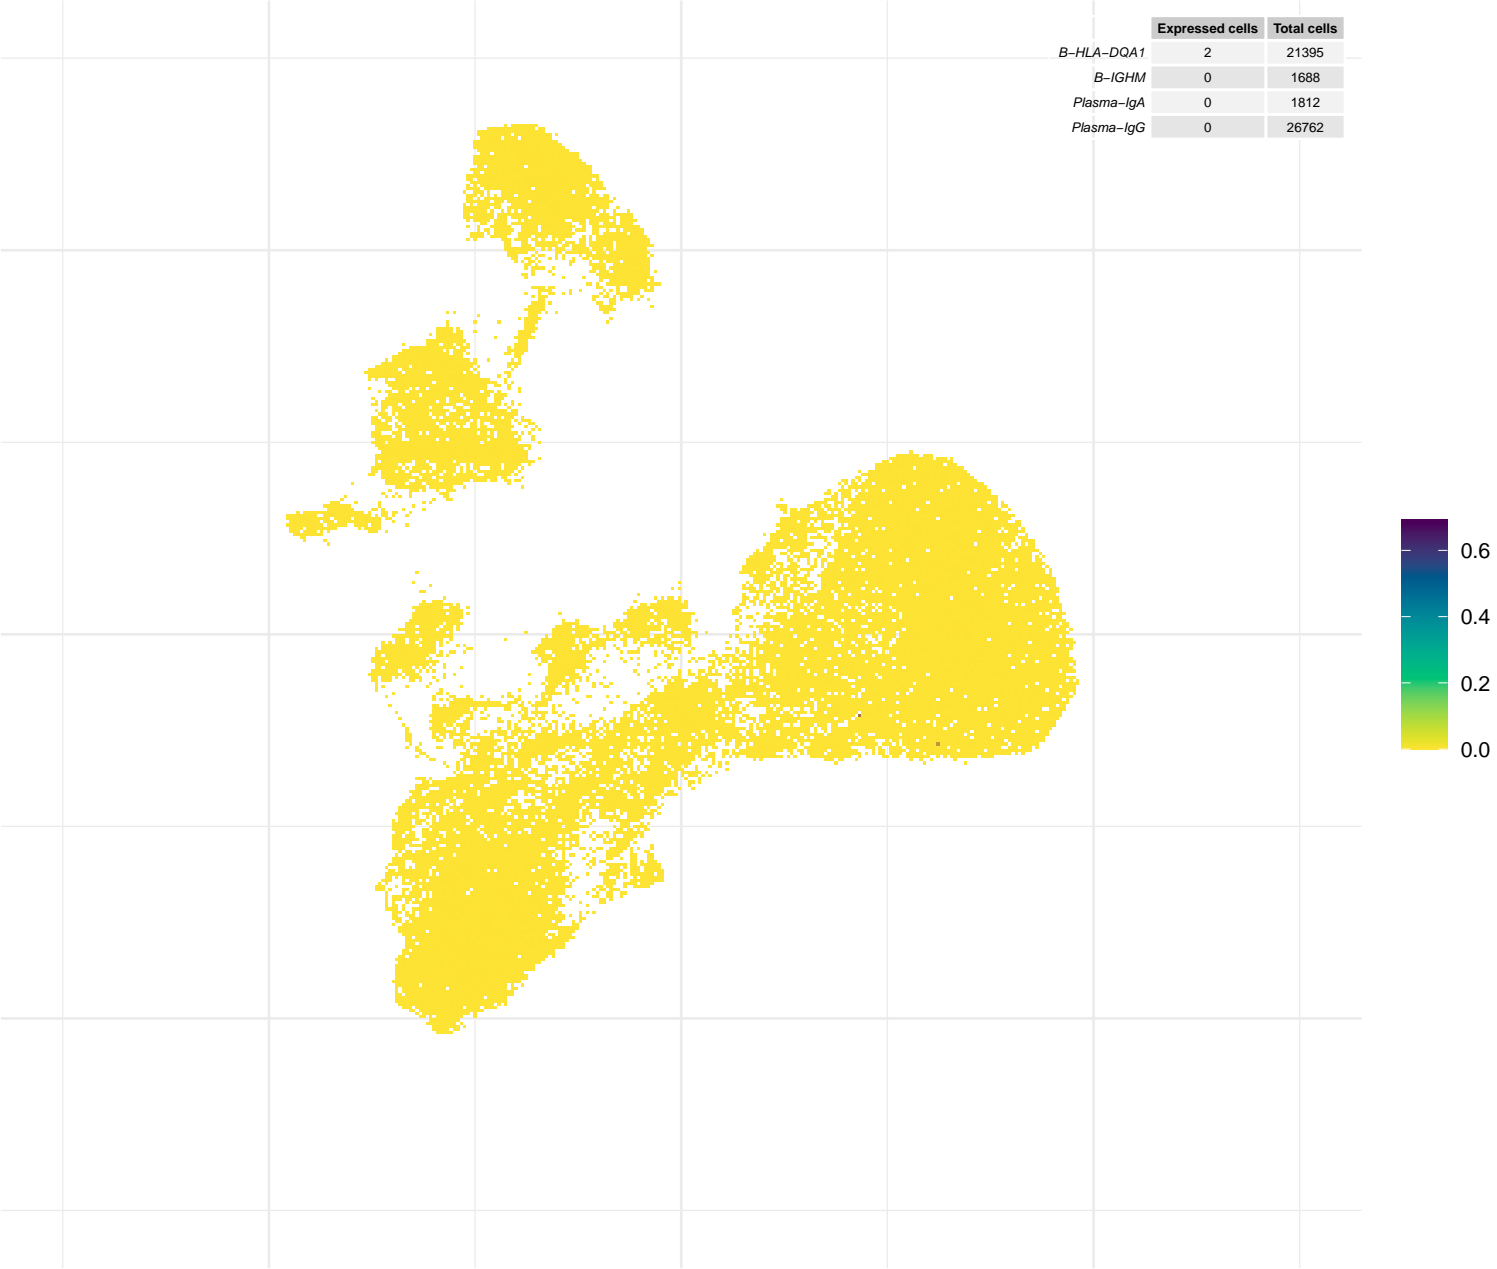 Expressed cells Total cells
B−HLA−DQA1 2 21395
B−IGHM 0 1688
Plasma−IgA 0 1812
Plasma−IgG 0 26762
0.6
0.4
0.2
0.0